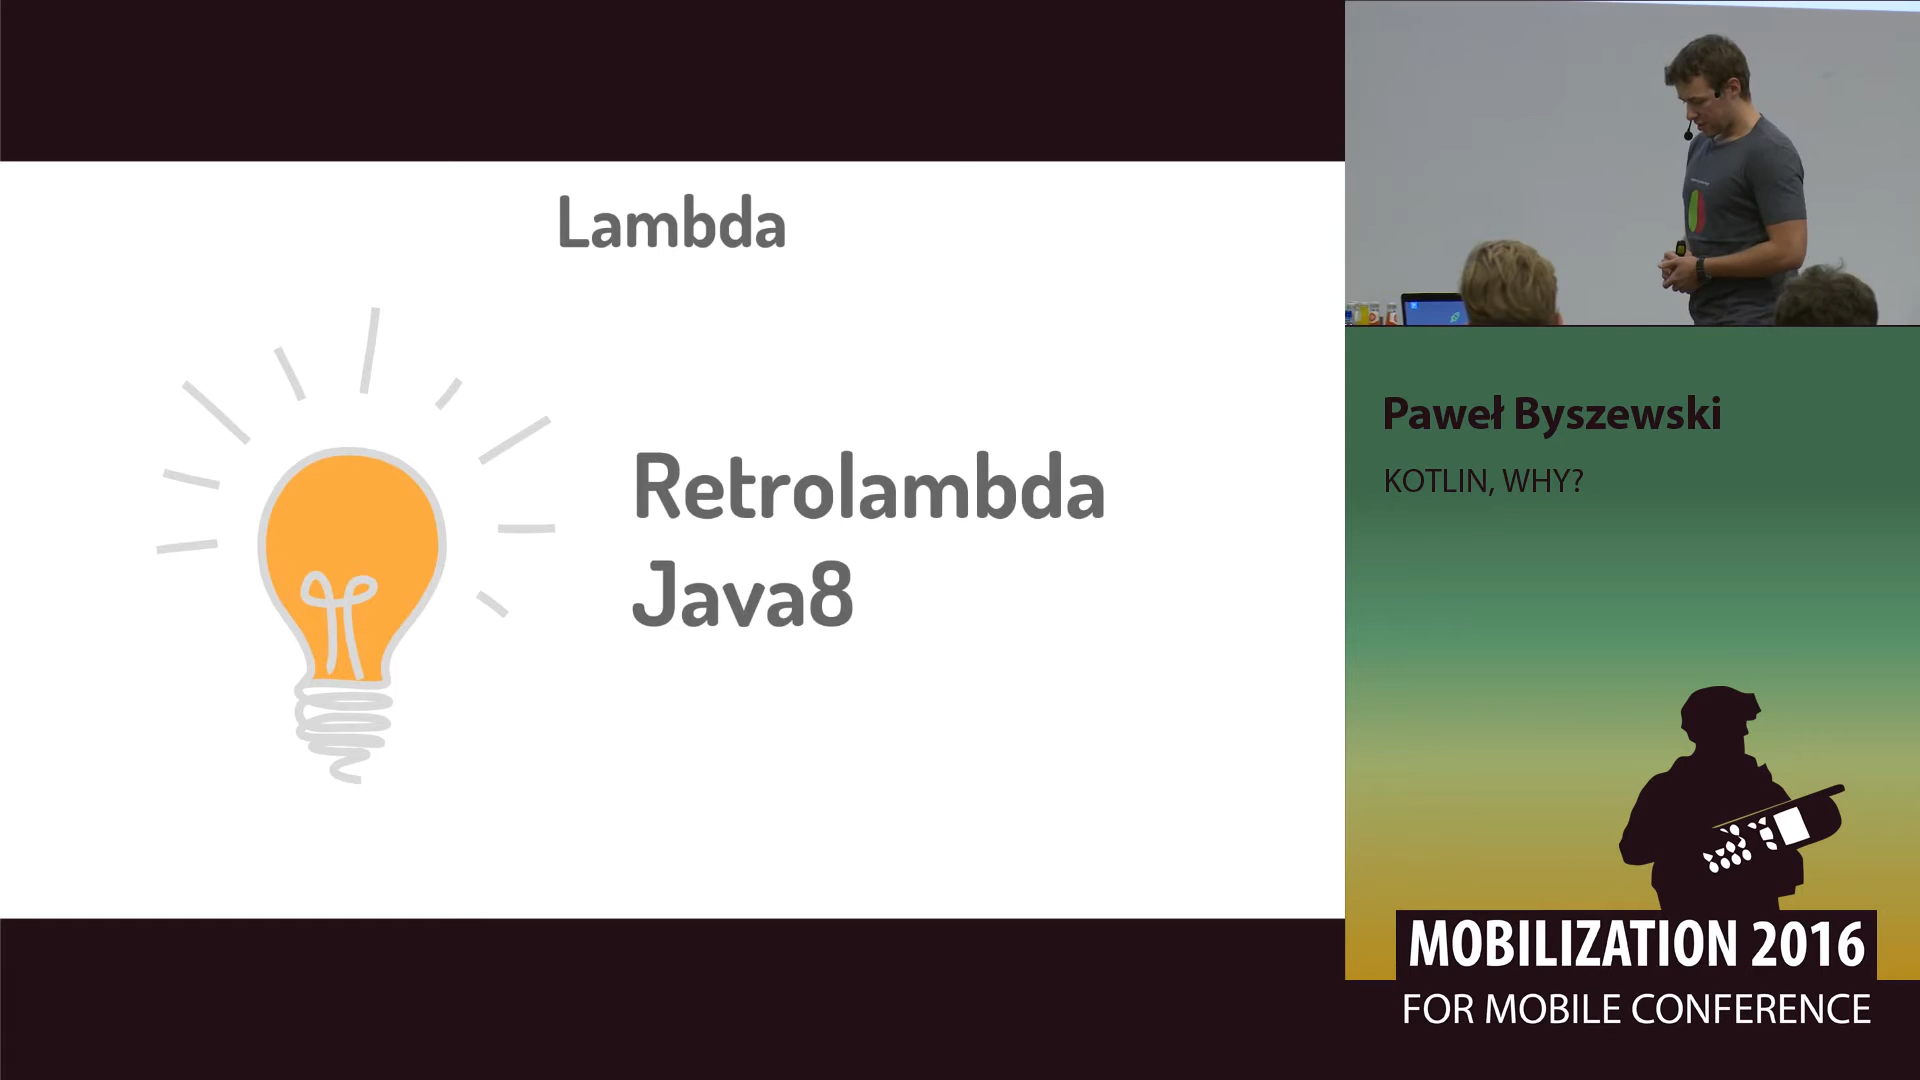 Lambda
Retrolambda
Java8
Paweł Byszewski
KOTLIN, WHY?
MOBILIZATION 2016
FOR MOBILE CONFERENCE